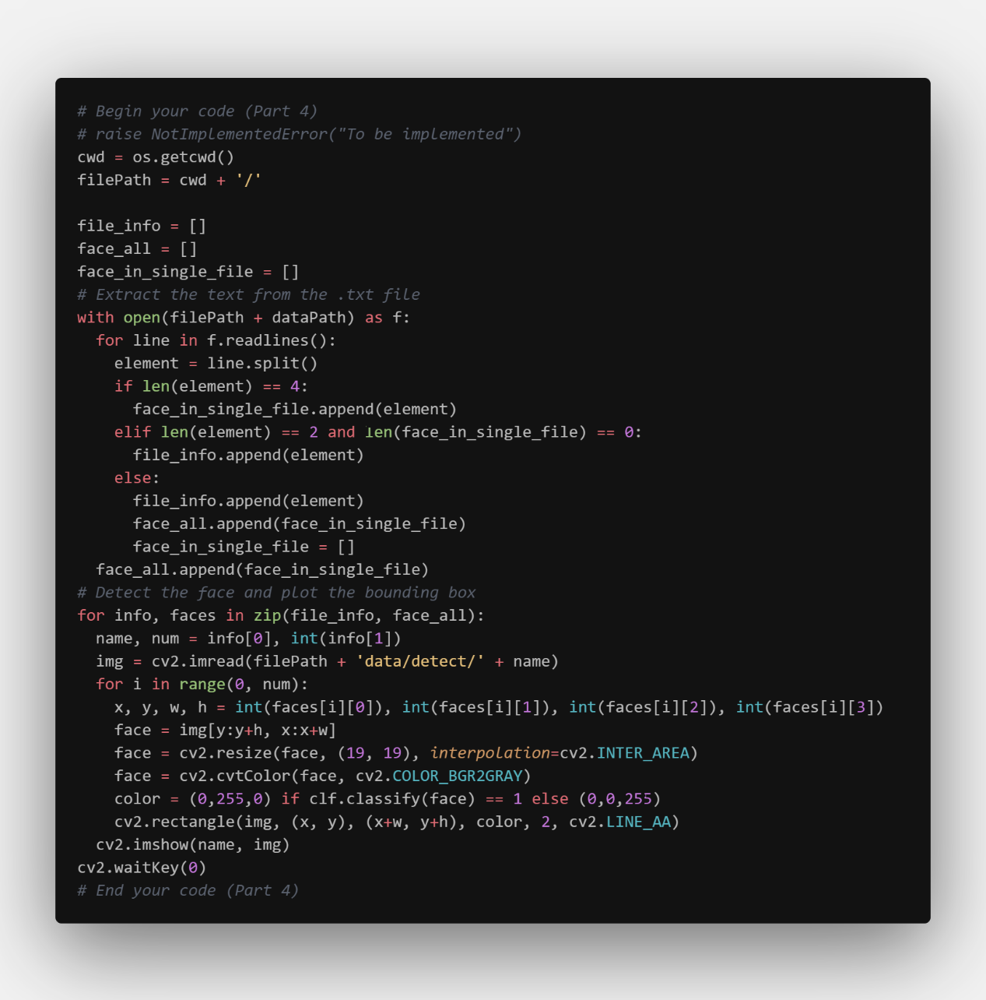 # Begin your code (Part 4)
# raise NotImplementedError("To be implemented")
cwd = os.getcwd()
filePath = cwd + '/'

file_info = []
face_all = []
face_in_single_file = []
# Extract the text from the .txt file
with open(filePath + dataPath) as f:
  for line in f.readlines():
    element = line.split()
    if len(element) == 4:
      face_in_single_file.append(element)
    elif len(element) == 2 and len(face_in_single_file) == 0:
      file_info.append(element)
    else:
      file_info.append(element)
      face_all.append(face_in_single_file)
      face_in_single_file = []
  face_all.append(face_in_single_file)
# Detect the face and plot the bounding box
for info, faces in zip(file_info, face_all):
  name, num = info[0], int(info[1])
  img = cv2.imread(filePath + 'data/detect/' + name)
  for i in range(0, num):
    x, y, w, h = int(faces[i][0]), int(faces[i][1]), int(faces[i][2]), int(faces[i][3])
    face = img[y:y+h, x:x+w]
    face = cv2.resize(face, (19, 19), interpolation=cv2.INTER_AREA)
    face = cv2.cvtColor(face, cv2.COLOR_BGR2GRAY)
    color = (0,255,0) if clf.classify(face) == 1 else (0,0,255)
    cv2.rectangle(img, (x, y), (x+w, y+h), color, 2, cv2.LINE_AA)
  cv2.imshow(name, img)
cv2.waitKey(0)
# End your code (Part 4)